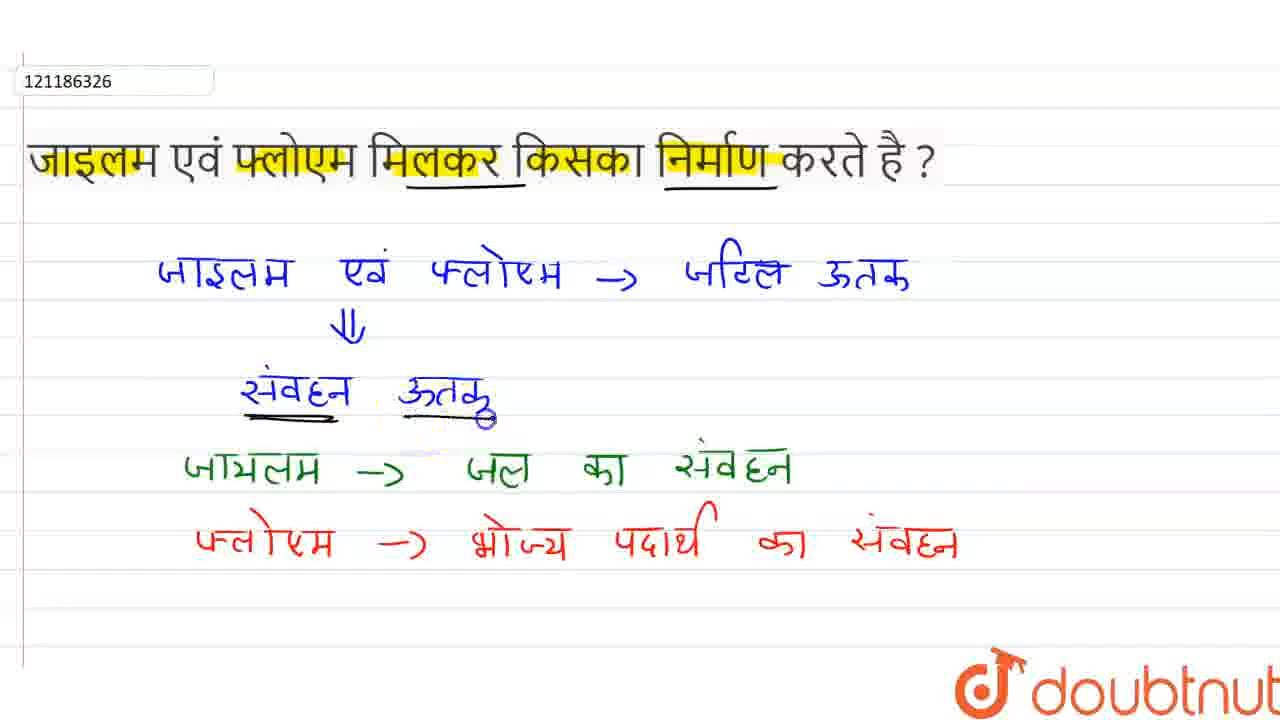 121186326
जाइलम एवं फ्लोएम मिलकर किसका निर्माण करते है ?
जाइलम एवं फ्लोएम → जटिल ऊतक
⇓
संवहन ऊतक
जायलम → जल का संवहन
फ्लोएम → भोज्य पदार्थ का संवहन
doubtnut